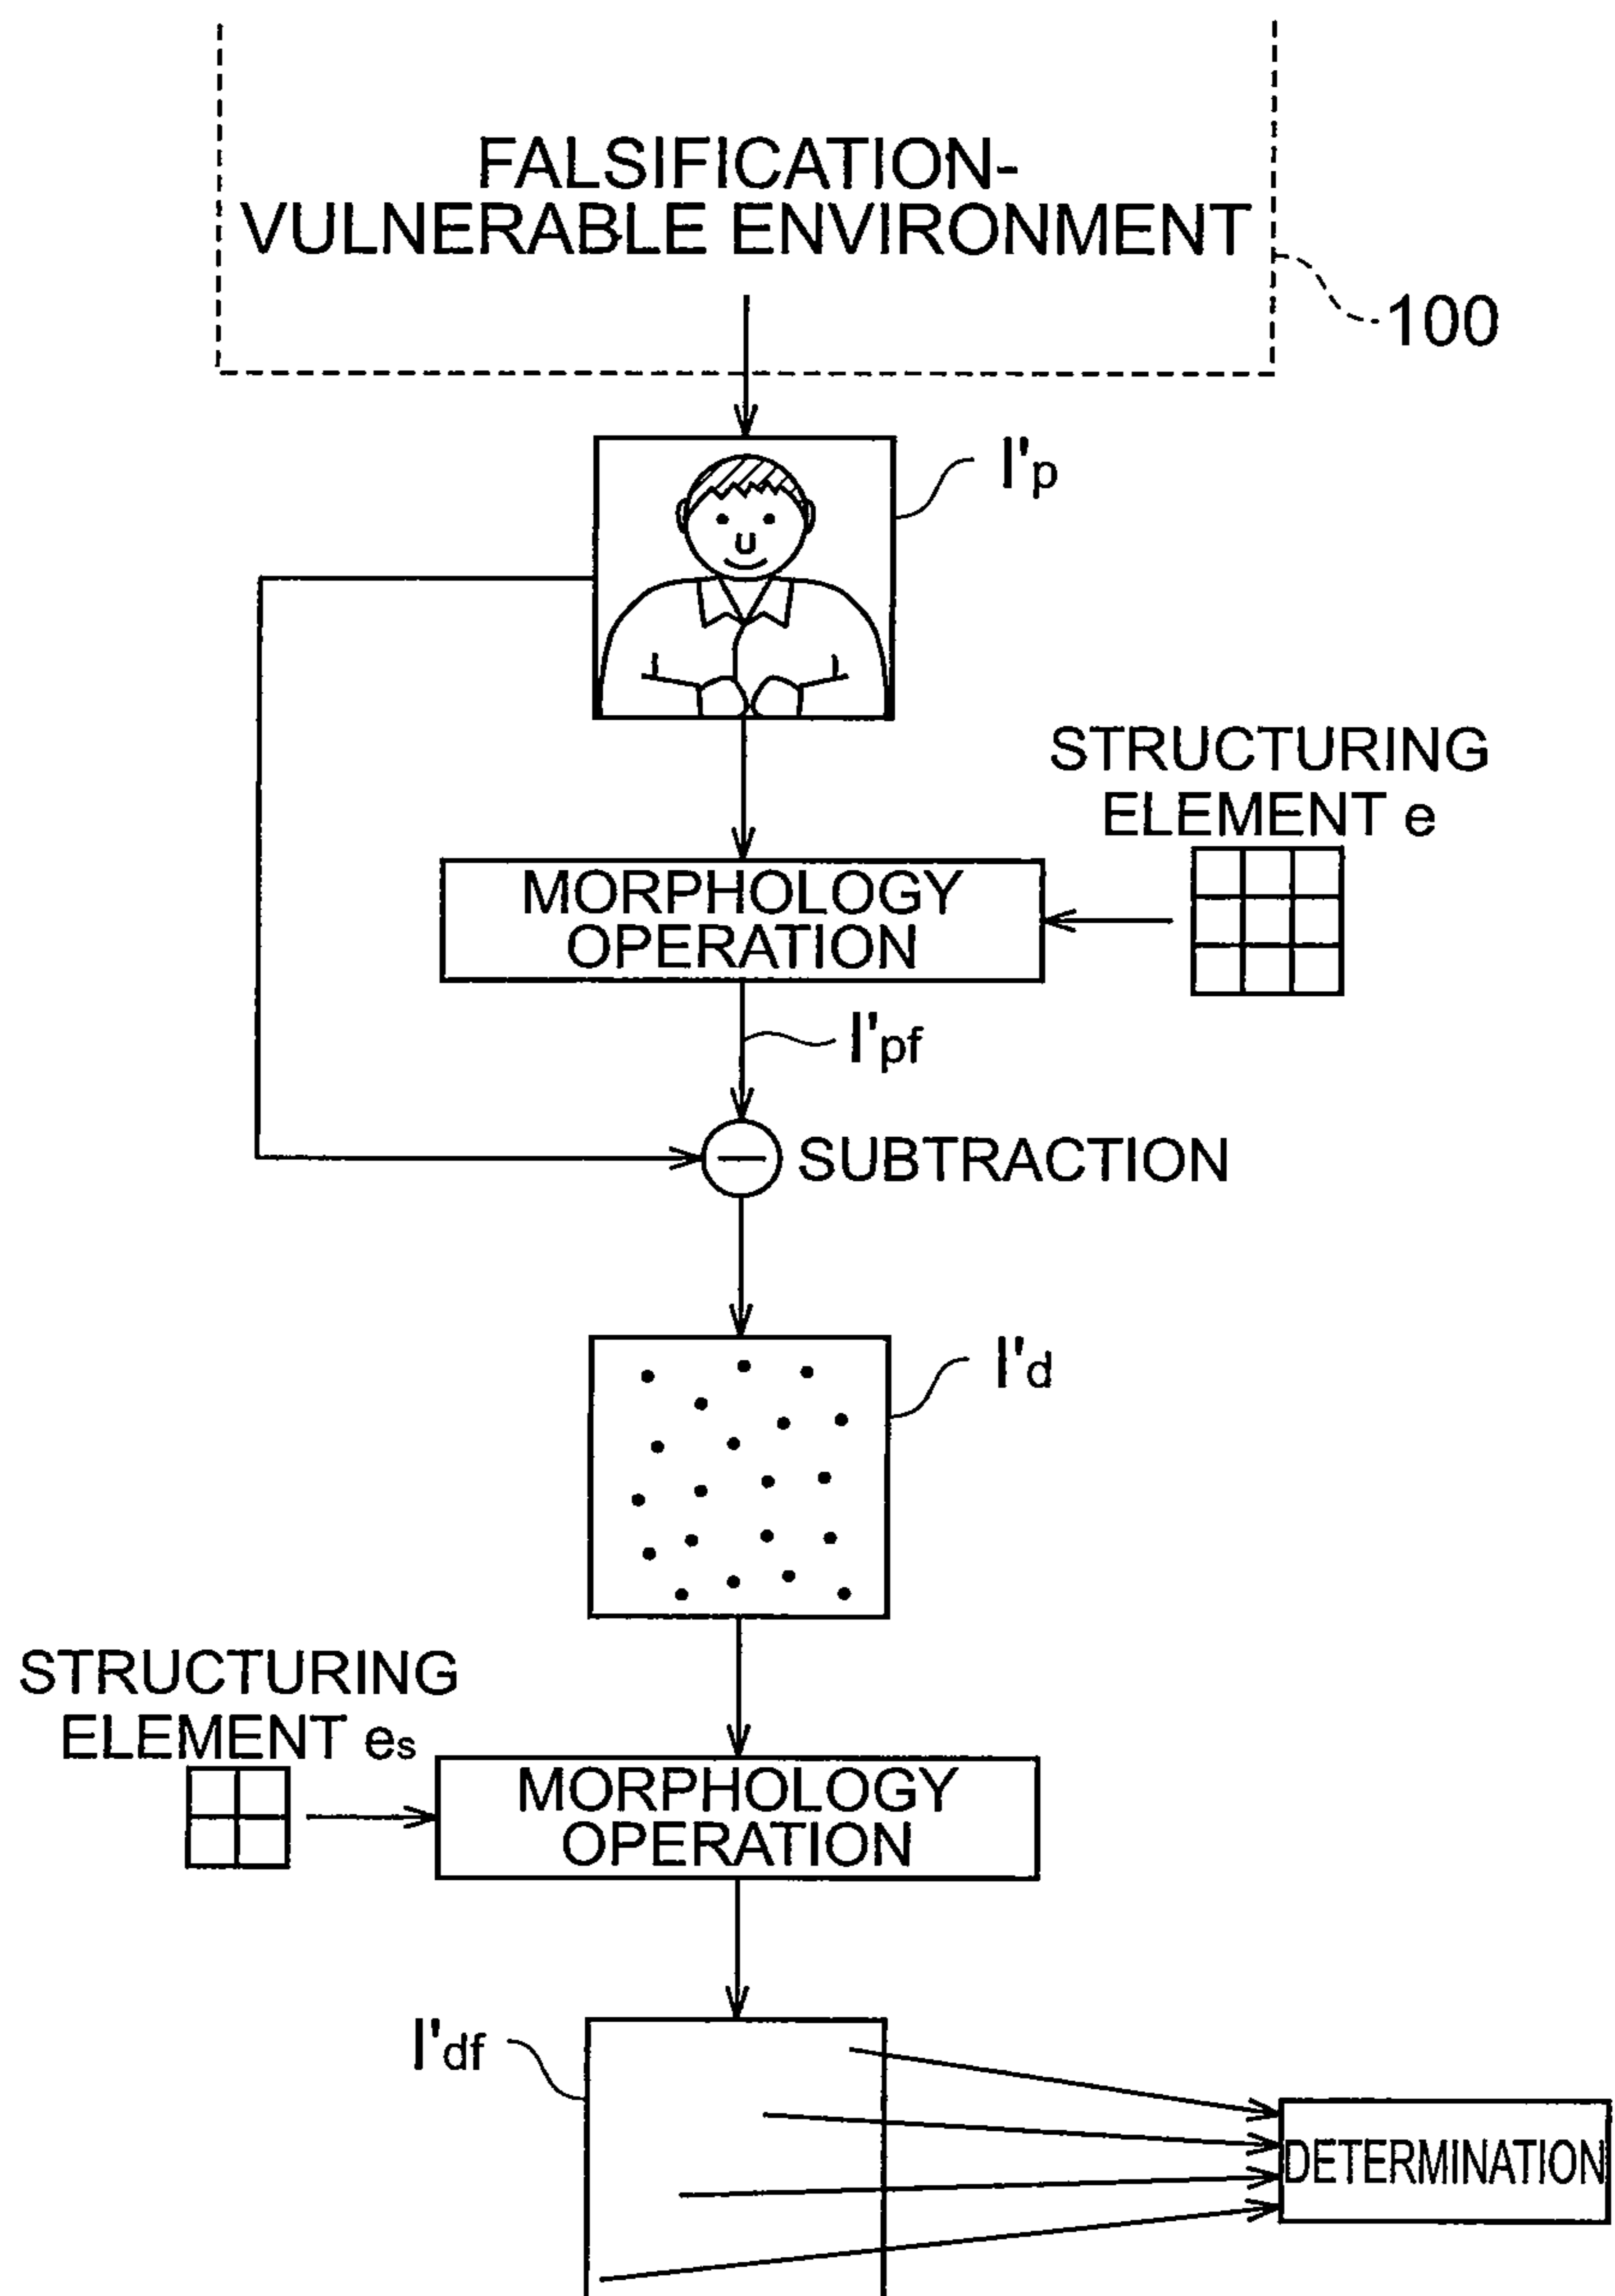 FALSIFICATION-
VULNERABLE ENVIRONMENT
100
I'p
STRUCTURING
ELEMENT e
MORPHOLOGY
OPERATION
I'pf
SUBTRACTION
I'd
STRUCTURING
ELEMENT es
MORPHOLOGY
OPERATION
I'df
DETERMINATION